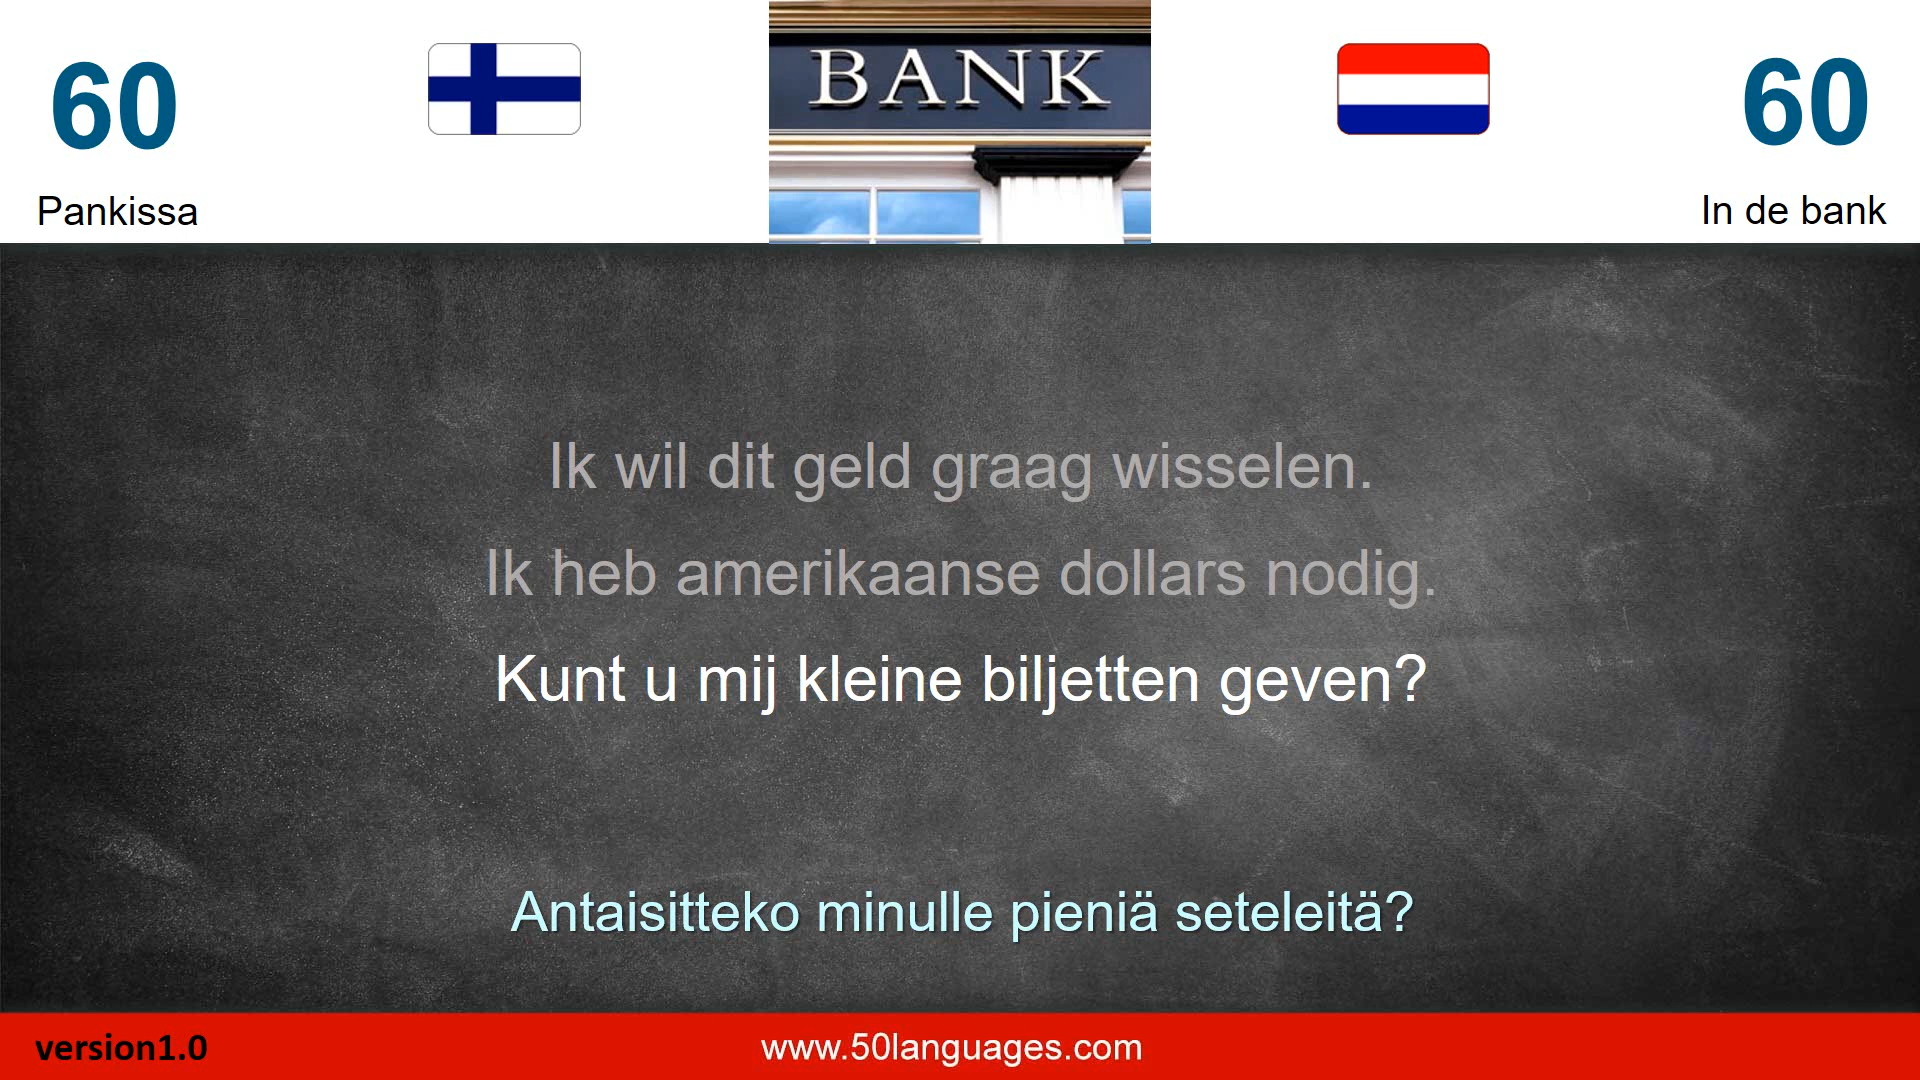 60
BANK
60
Pankissa
In de bank
Ik wil dit geld graag wisselen.
Ik heb amerikaanse dollars nodig.
Kunt u mij kleine biljetten geven?
Antaisitteko minulle pieniä seteleitä?
version1.0
www.50languages.com